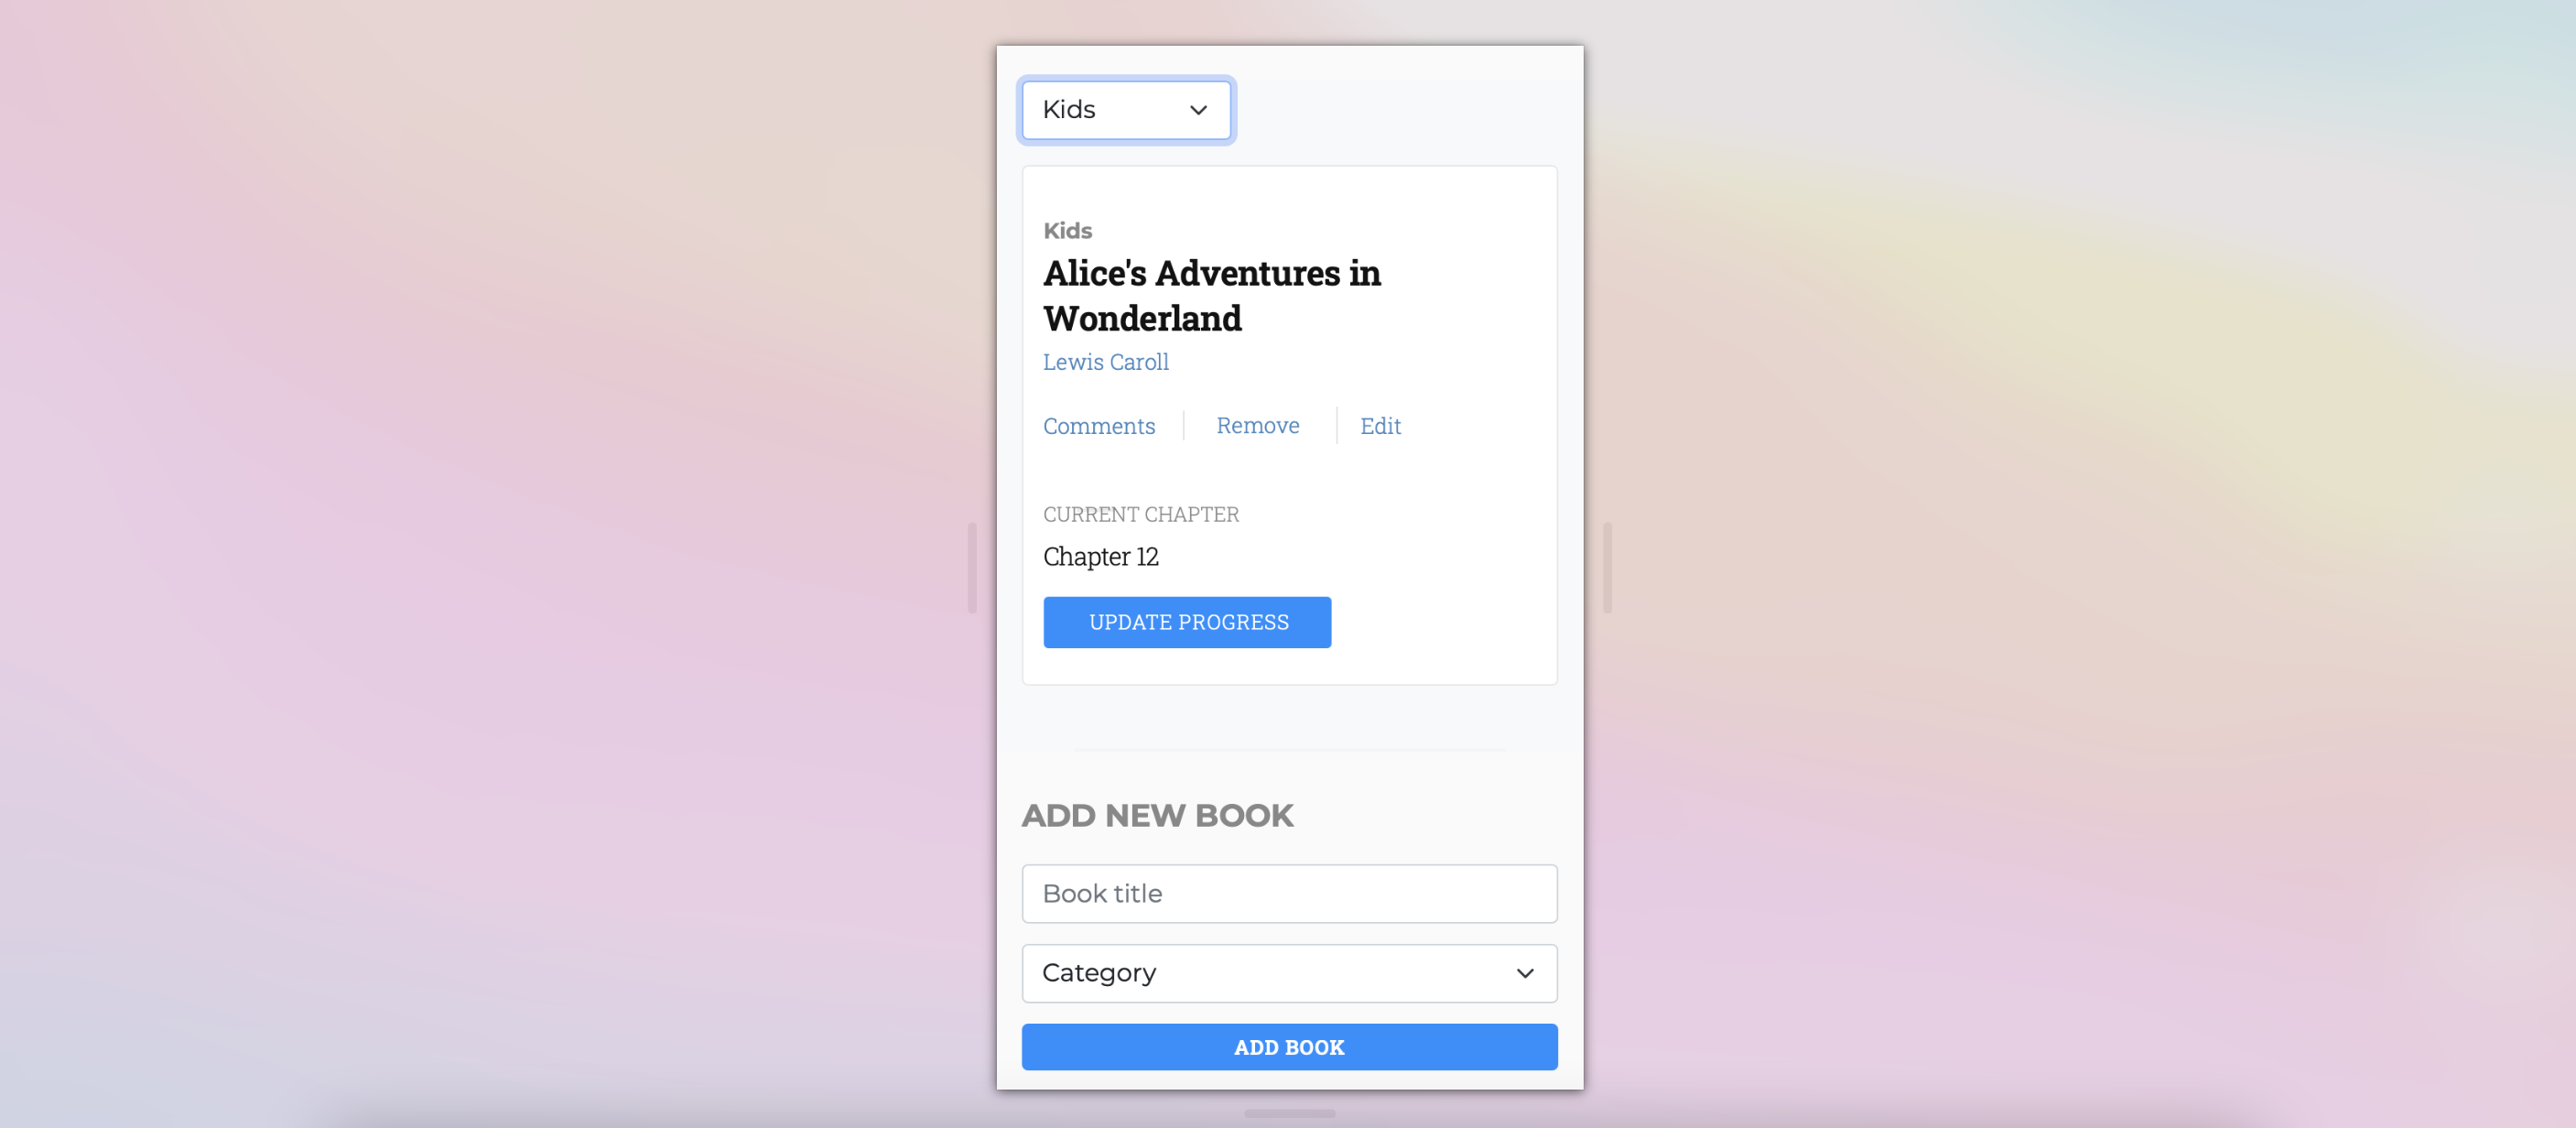 Kids
Kids
Alice's Adventures in
Wonderland
Lewis Caroll
Comments Remove Edit
CURRENT CHAPTER
Chapter 12
UPDATE PROGRESS
ADD NEW BOOK
Book title
Category
ADD BOOK